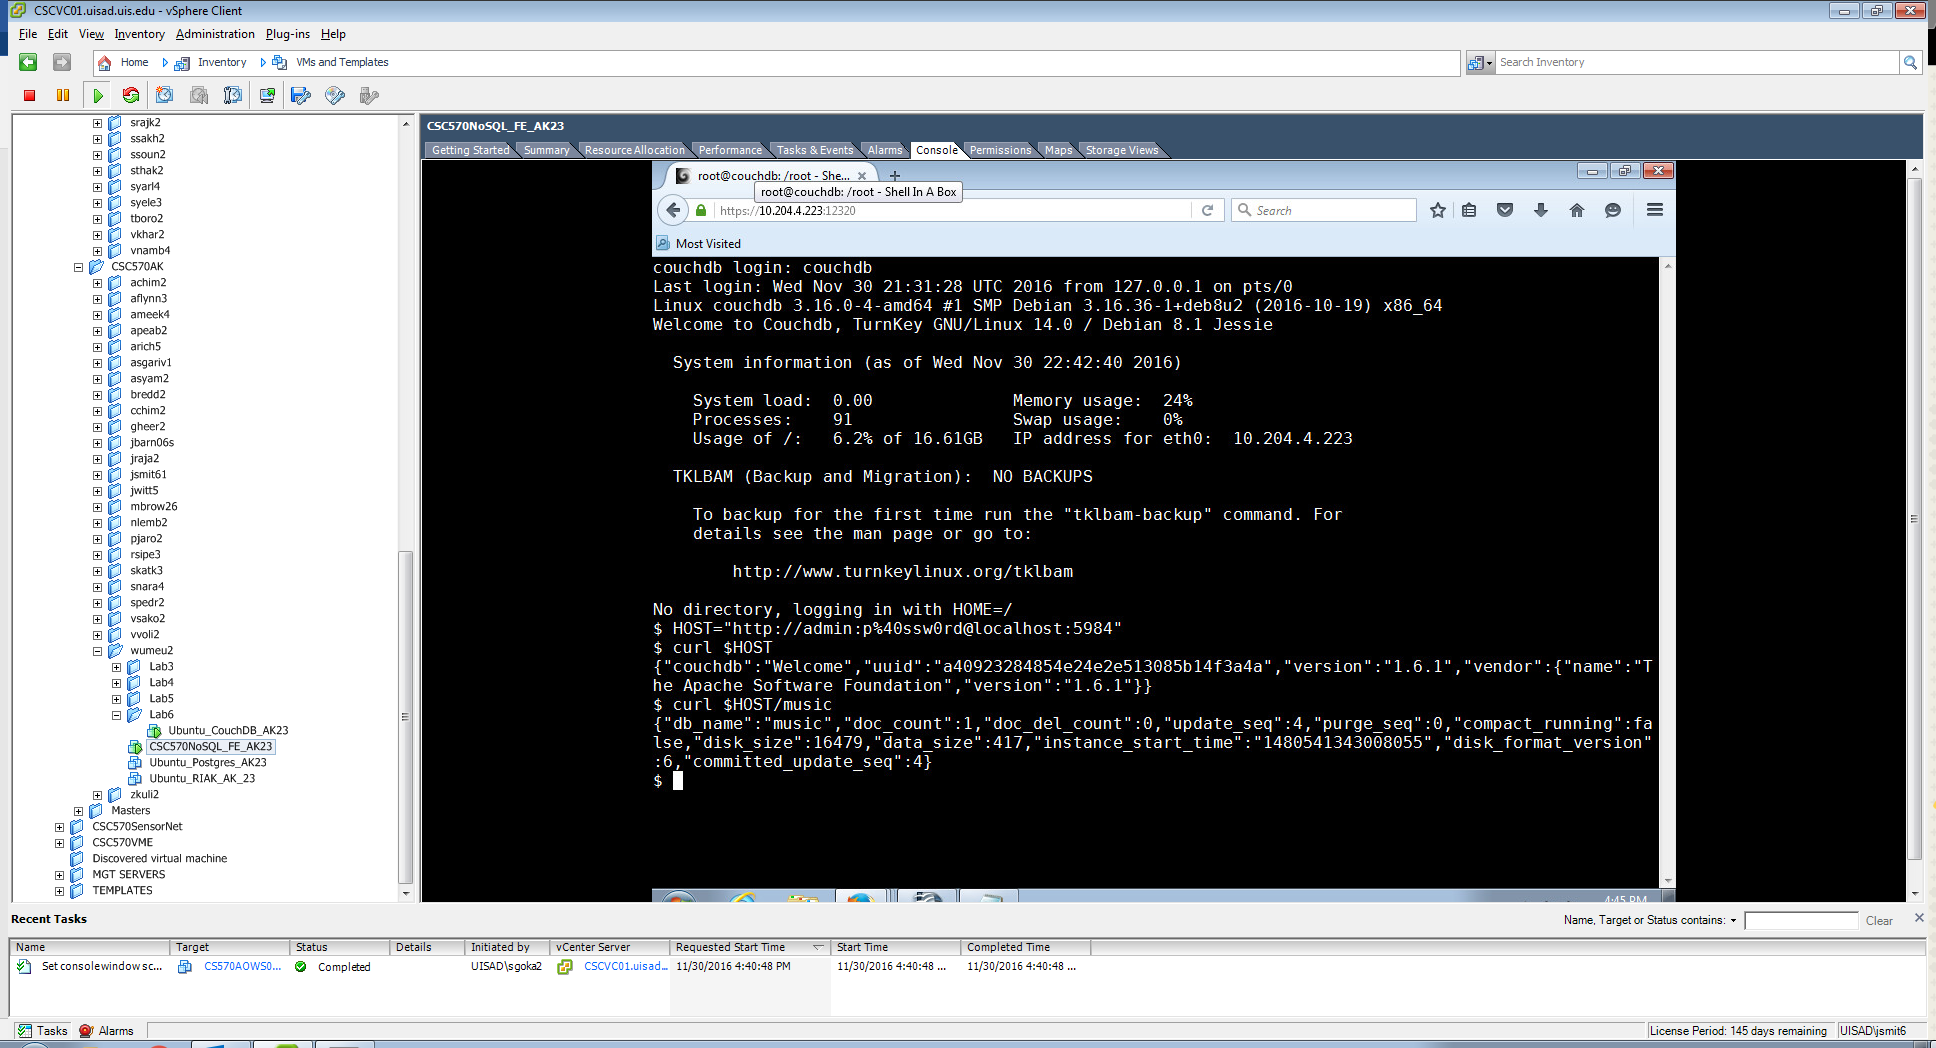 CSCVC01.uisad.uis.edu - vSphere Client
File Edit View Inventory Administration Plug-ins Help
Home Inventory VMs and Templates
Search Inventory
srajk2
ssakh2
ssoun2
sthak2
syarl4
syele3
tboro2
vkhar2
vnamb4
CSC570AK
achim2
aflynn3
ameek4
apeab2
arich5
asgariv1
asyam2
bredd2
cchim2
gheer2
jbarn06s
jraja2
jsmit61
jwitt5
mbrow26
nlemb2
pjaro2
rsipe3
skatk3
snara4
spedr2
vsako2
vvoli2
wumeu2
Lab3
Lab4
Lab5
Lab6
Ubuntu_CouchDB_AK23
CSC570NoSQL_FE_AK23
Ubuntu_Postgres_AK23
Ubuntu_RIAK_AK_23
zkuli2
Masters
CSC570SensorNet
CSC570VME
Discovered virtual machine
MGT SERVERS
TEMPLATES
CSC570NoSQL_FE_AK23
Getting Started Summary Resource Allocation Performance Tasks & Events Alarms Console Permissions Maps Storage Views
root@couchdb: /root - She...
root@couchdb: /root - Shell In A Box
https://10.204.4.223:12320
Search
Most Visited
couchdb login: couchdb
Last login: Wed Nov 30 21:31:28 UTC 2016 from 127.0.0.1 on pts/0
Linux couchdb 3.16.0-4-amd64 #1 SMP Debian 3.16.36-1+deb8u2 (2016-10-19) x86_64
Welcome to Couchdb, TurnKey GNU/Linux 14.0 / Debian 8.1 Jessie
System information (as of Wed Nov 30 22:42:40 2016)
System load: 0.00 Memory usage: 24%
Processes: 91 Swap usage: 0%
Usage of /: 6.2% of 16.61GB IP address for eth0: 10.204.4.223
TKLBAM (Backup and Migration): NO BACKUPS
To backup for the first time run the "tklbam-backup" command. For
details see the man page or go to:
http://www.turnkeylinux.org/tklbam
No directory, logging in with HOME=/
$ HOST="http://admin:p%40ssw0rd@localhost:5984"
$ curl $HOST
{"couchdb":"Welcome","uuid":"a40923284854e24e2e513085b14f3a4a","version":"1.6.1","vendor":{"name":"T
he Apache Software Foundation","version":"1.6.1"}}
$ curl $HOST/music
{"db_name":"music","doc_count":1,"doc_del_count":0,"update_seq":4,"purge_seq":0,"compact_running":fa
lse,"disk_size":16479,"data_size":417,"instance_start_time":"1480541343008055","disk_format_version"
:6,"committed_update_seq":4}
$
4:45 PM
Recent Tasks
Name, Target or Status contains:
Clear
Name Target Status Details Initiated by vCenter Server Requested Start Time Start Time Completed Time
Set console window sc... CS570AOWS0... Completed UISAD\sgoka2 CSCVC01.uisad... 11/30/2016 4:40:48 PM 11/30/2016 4:40:48 ... 11/30/2016 4:40:48 ...
Tasks Alarms
License Period: 145 days remaining
UISAD\jsmit6